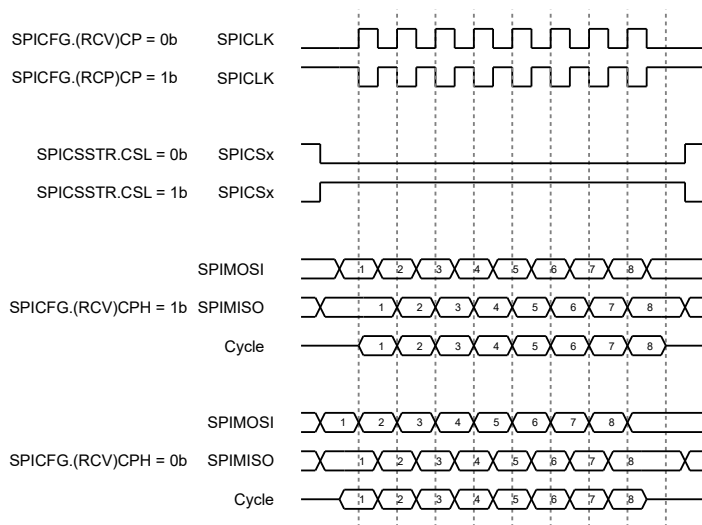 SPICFG.(RCV)CP = 0b SPICLK
SPICFG.(RCP)CP = 1b SPICLK
SPICSSTR.CSL = 0b SPICSx
SPICSSTR.CSL = 1b SPICSx
SPIMOSI 1 2 3 4 5 6 7 8
SPICFG.(RCV)CPH = 1b SPIMISO 1 2 3 4 5 6 7 8
Cycle 1 2 3 4 5 6 7 8
SPIMOSI 1 2 3 4 5 6 7 8
SPICFG.(RCV)CPH = 0b SPIMISO 1 2 3 4 5 6 7 8
Cycle 1 2 3 4 5 6 7 8